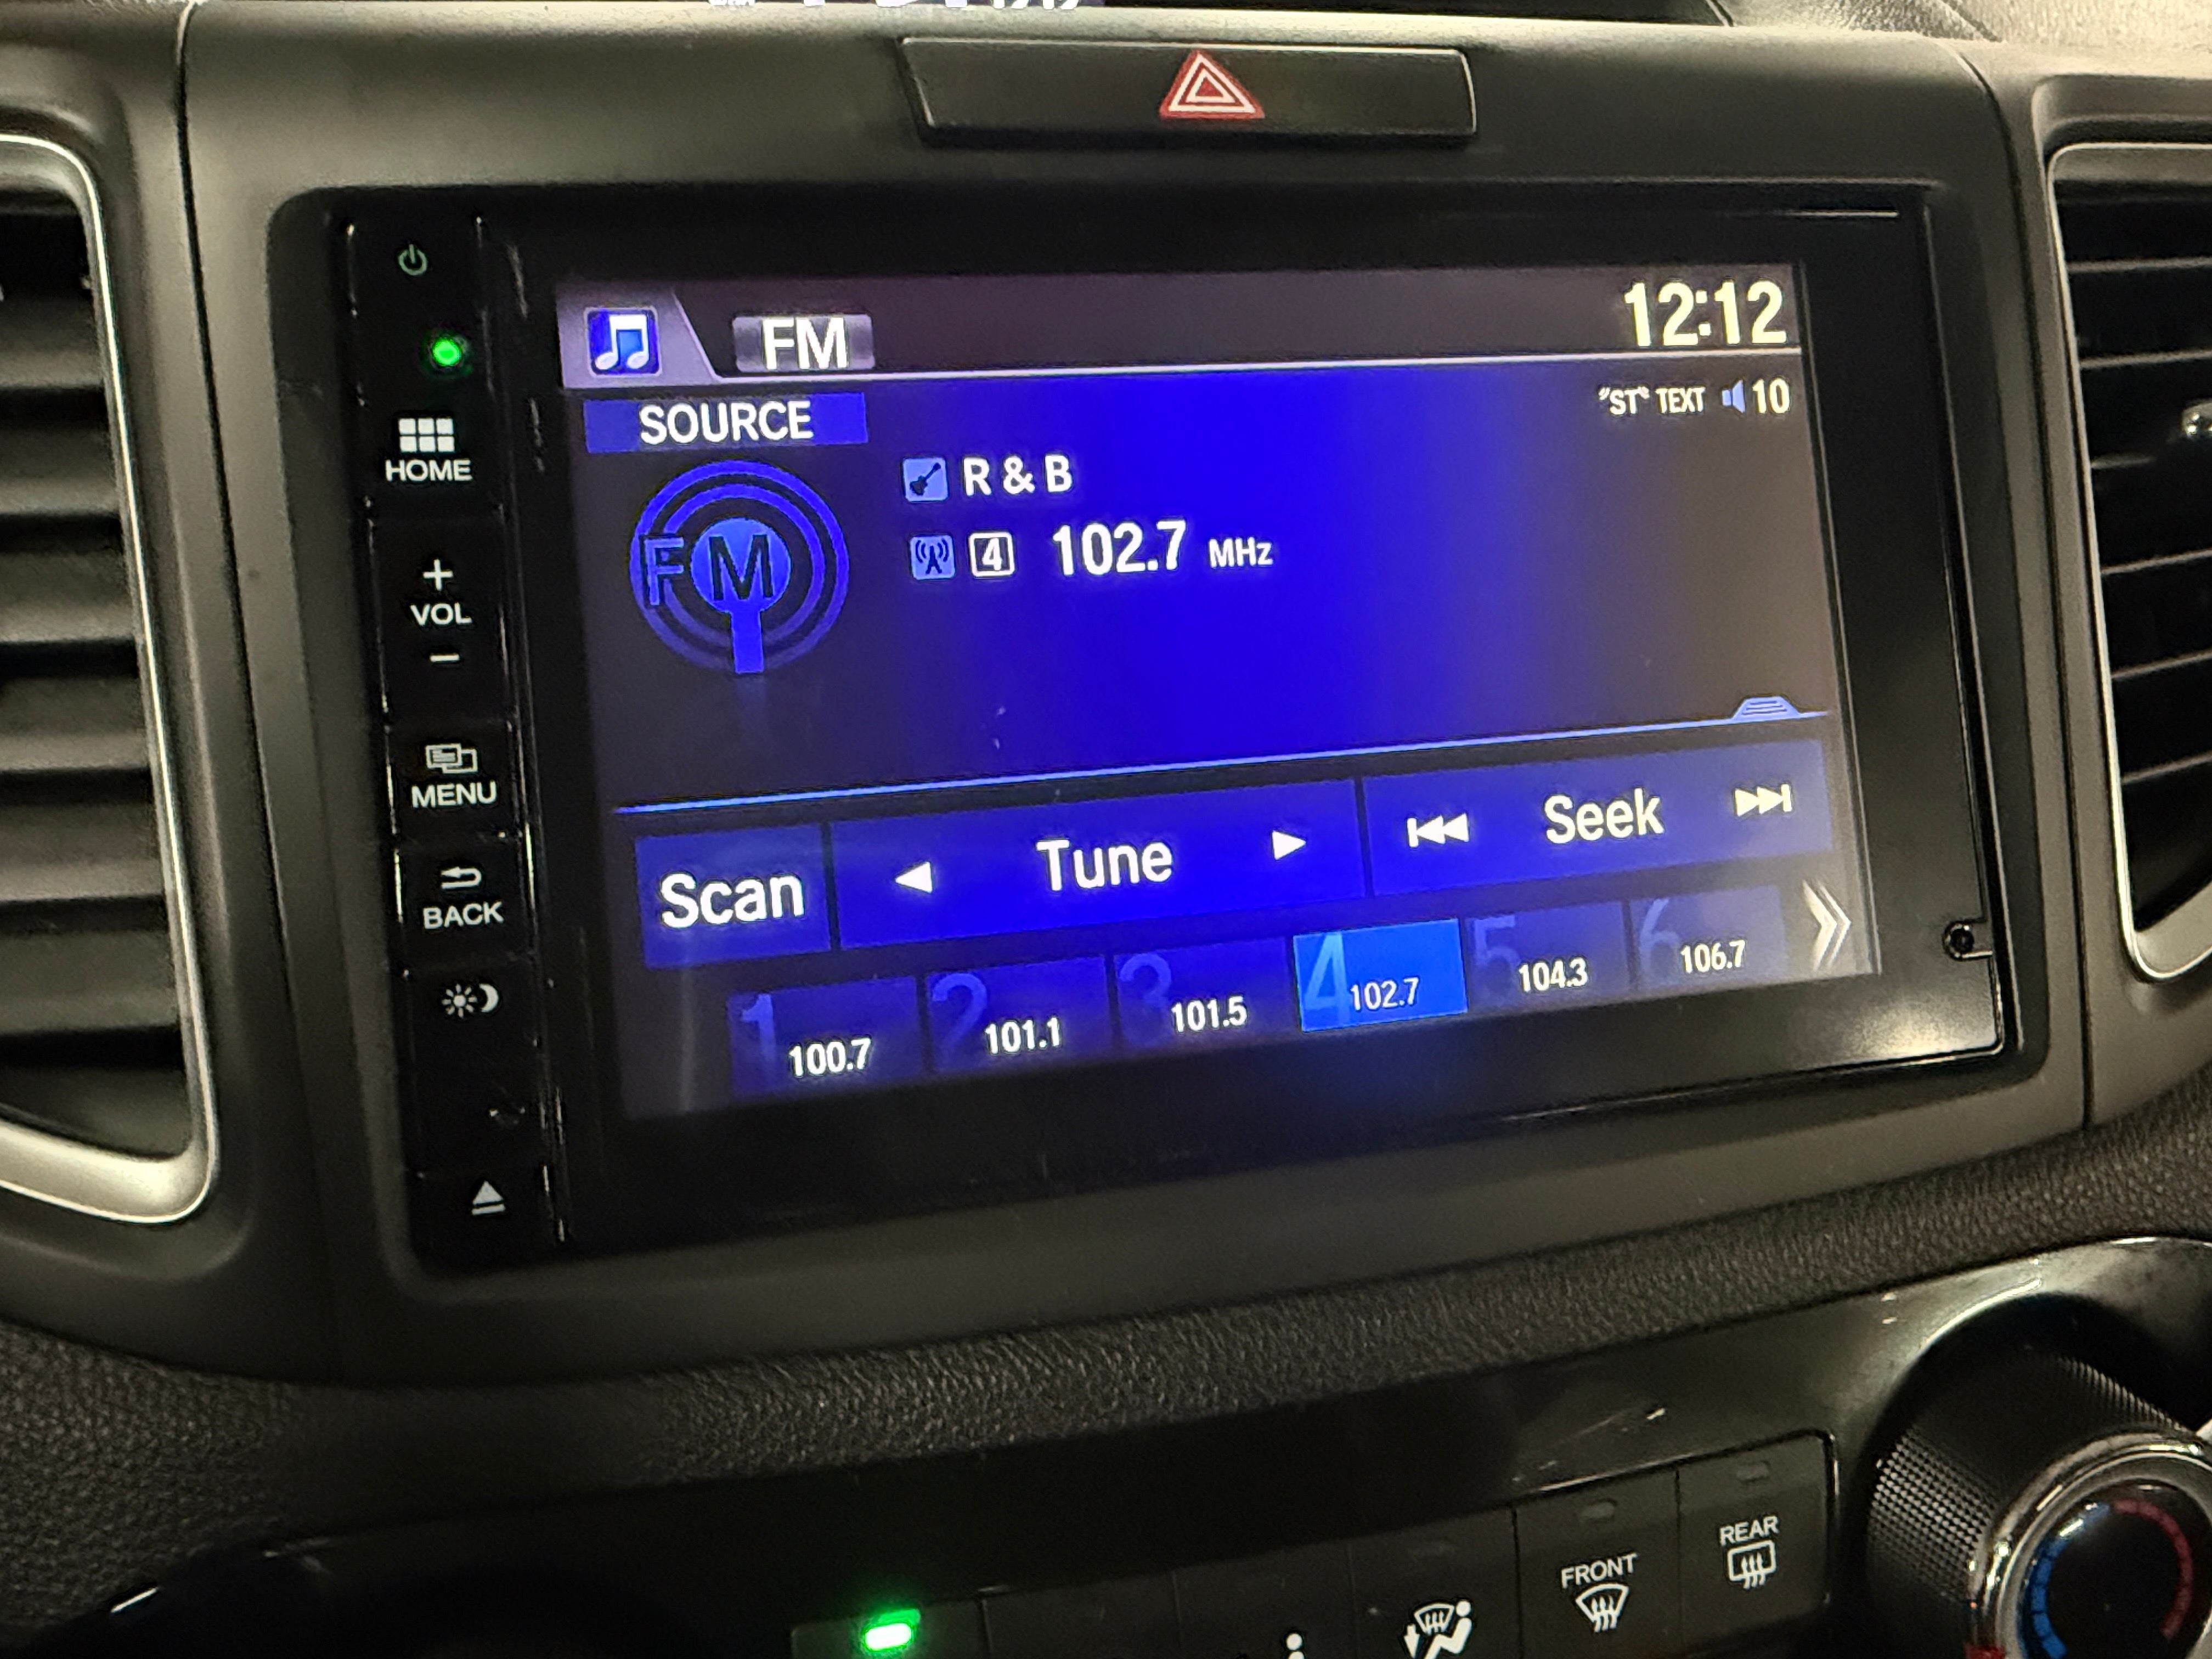 FM 12:12
SOURCE "ST" TEXT 10
HOME
R & B
FM 4 102.7 MHz
+
VOL
−
MENU
Scan Tune Seek
BACK
1 100.7 2 101.1 3 101.5 4 102.7 5 104.3 6 106.7
FRONT REAR